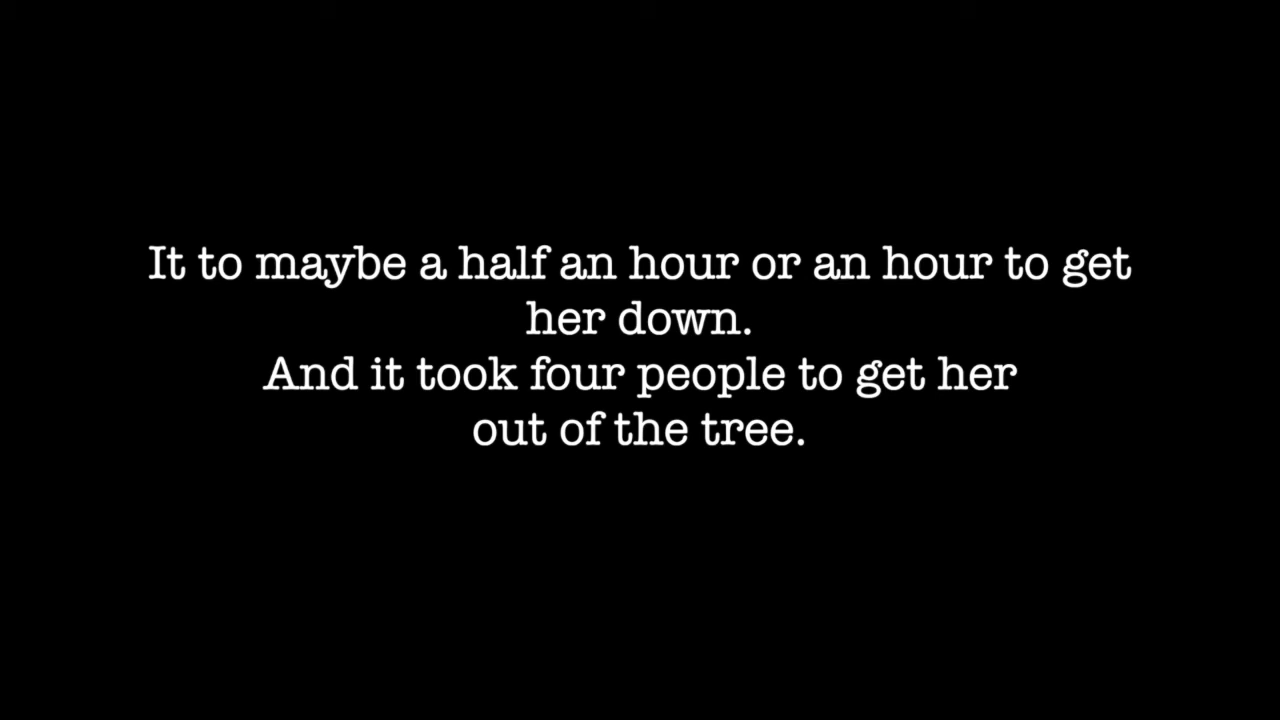 It to maybe a half an hour or an hour to get
her down.
And it took four people to get her
out of the tree.